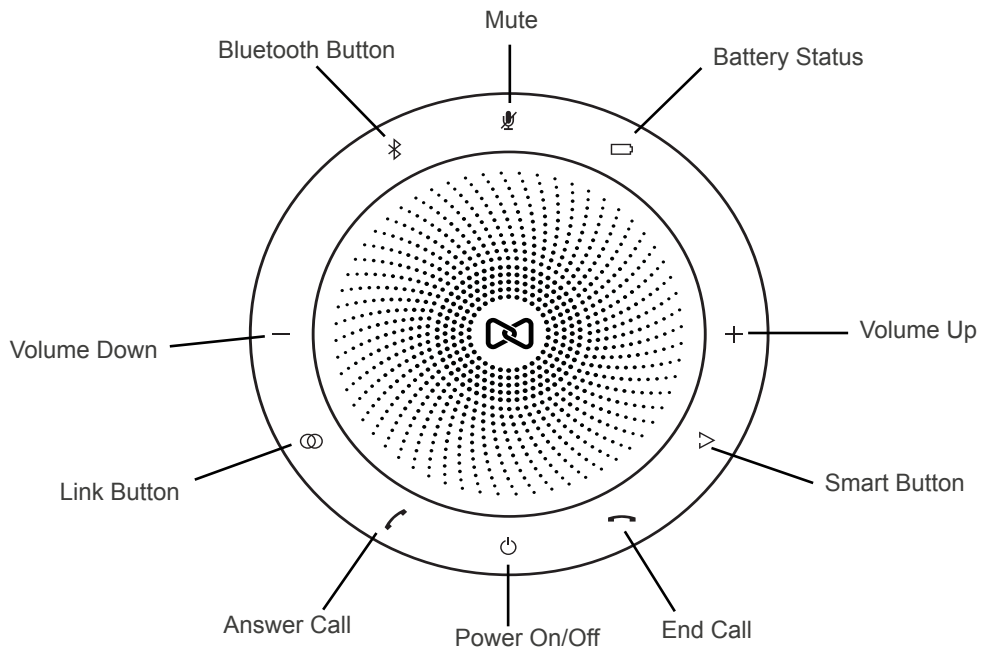 Mute
Bluetooth Button
Battery Status
Volume Down
Volume Up
Link Button
Smart Button
Answer Call
Power On/Off
End Call